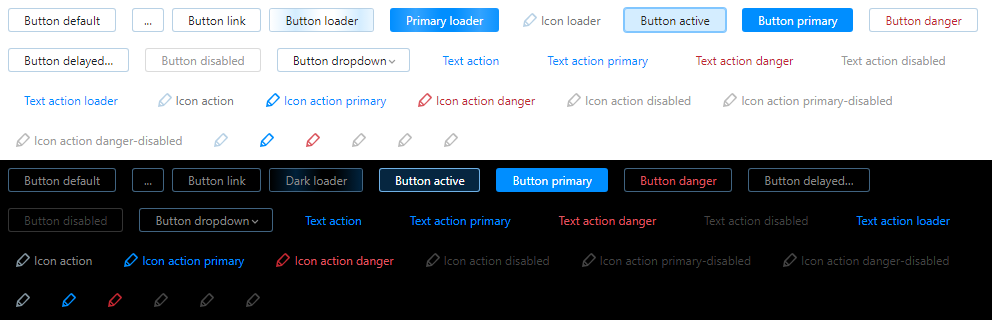 Button default ... Button link Button loader Primary loader Icon loader Button active Button primary Button danger
Button delayed... Button disabled Button dropdown Text action Text action primary Text action danger Text action disabled
Text action loader Icon action Icon action primary Icon action danger Icon action disabled Icon action primary-disabled
Icon action danger-disabled
Button default ... Button link Dark loader Button active Button primary Button danger Button delayed...
Button disabled Button dropdown Text action Text action primary Text action danger Text action disabled Text action loader
Icon action Icon action primary Icon action danger Icon action disabled Icon action primary-disabled Icon action danger-disabled